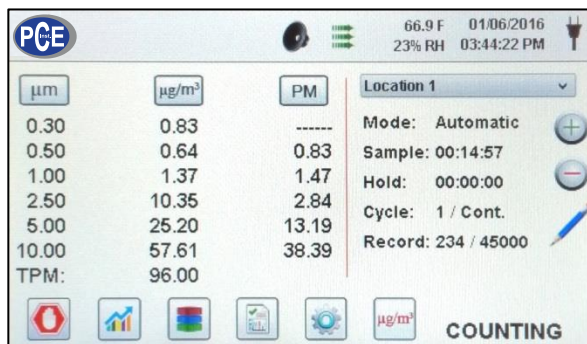 PCE Inst.
66.9 F 01/06/2016
23% RH 03:44:22 PM
µm µg/m³ PM
0.30 0.83 ------
0.50 0.64 0.83
1.00 1.37 1.47
2.50 10.35 2.84
5.00 25.20 13.19
10.00 57.61 38.39
TPM: 96.00
Location 1
Mode: Automatic
Sample: 00:14:57
Hold: 00:00:00
Cycle: 1 / Cont.
Record: 234 / 45000
µg/m³
COUNTING